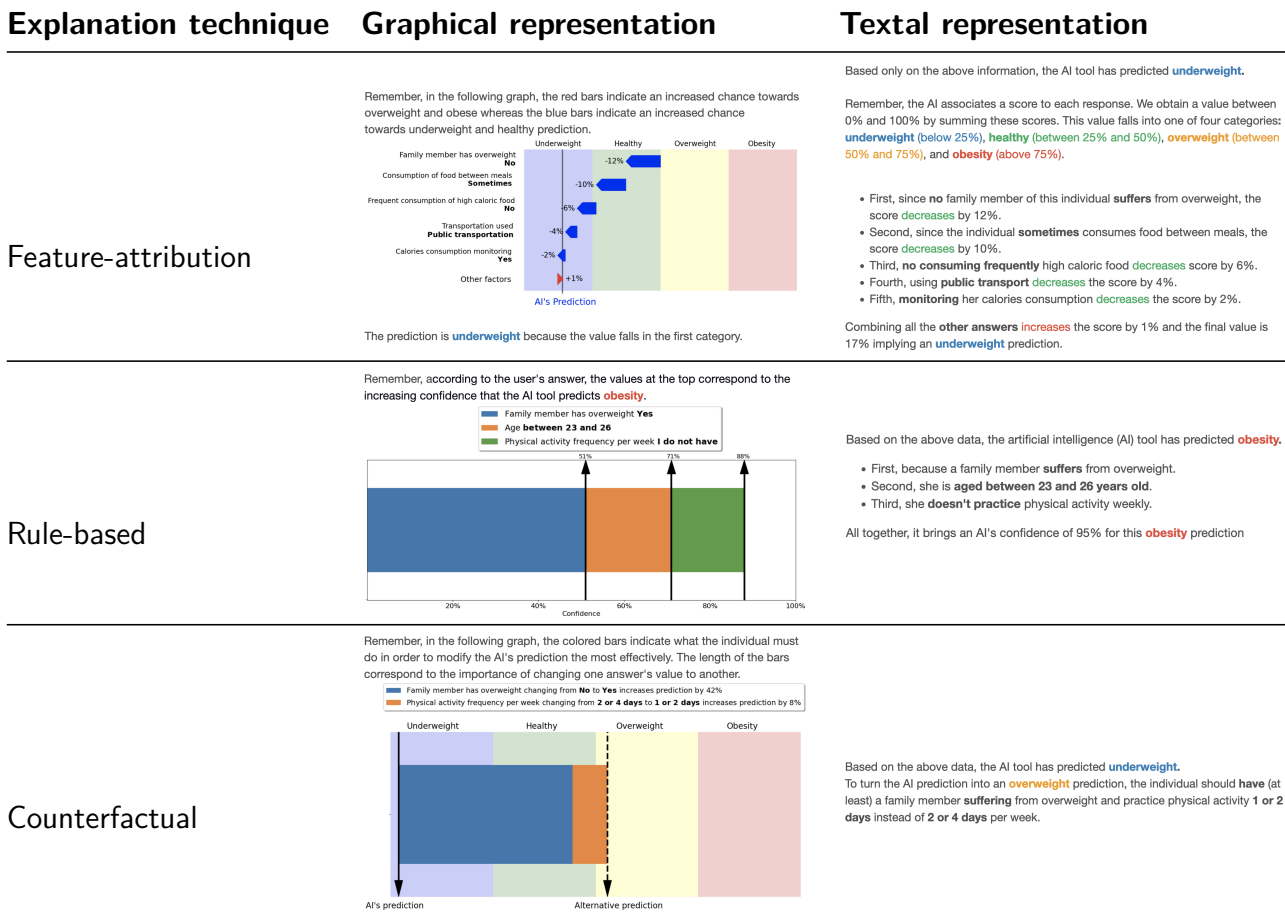 Explanation technique
Graphical representation
Textal representation
Feature-attribution
Remember, in the following graph, the red bars indicate an increased chance towards
overweight and obese whereas the blue bars indicate an increased chance
towards underweight and healthy prediction.
Underweight
Healthy
Overweight
Obesity
Family member has overweight
No
-12%
Consumption of food between meals
Sometimes
-10%
Frequent consumption of high caloric food
No
-6%
Transportation used
Public transportation
-4%
Calories consumption monitoring
Yes
-2%
Other factors
+1%
AI's Prediction
The prediction is underweight because the value falls in the first category.
Based only on the above information, the AI tool has predicted underweight.
Remember, the AI associates a score to each response. We obtain a value between
0% and 100% by summing these scores. This value falls into one of four categories:
underweight (below 25%), healthy (between 25% and 50%), overweight (between
50% and 75%), and obesity (above 75%).
• First, since no family member of this individual suffers from overweight, the
score decreases by 12%.
• Second, since the individual sometimes consumes food between meals, the
score decreases by 10%.
• Third, no consuming frequently high caloric food decreases score by 6%.
• Fourth, using public transport decreases the score by 4%.
• Fifth, monitoring her calories consumption decreases the score by 2%.
Combining all the other answers increases the score by 1% and the final value is
17% implying an underweight prediction.
Rule-based
Remember, according to the user's answer, the values at the top correspond to the
increasing confidence that the AI tool predicts obesity.
Family member has overweight Yes
Age between 23 and 26
Physical activity frequency per week I do not have
51%
71%
88%
20%
40%
60%
80%
100%
Confidence
Based on the above data, the artificial intelligence (AI) tool has predicted obesity.
• First, because a family member suffers from overweight.
• Second, she is aged between 23 and 26 years old.
• Third, she doesn't practice physical activity weekly.
All together, it brings an AI's confidence of 95% for this obesity prediction
Counterfactual
Remember, in the following graph, the colored bars indicate what the individual must
do in order to modify the AI's prediction the most effectively. The length of the bars
correspond to the importance of changing one answer's value to another.
Family member has overweight changing from No to Yes increases prediction by 42%
Physical activity frequency per week changing from 2 or 4 days to 1 or 2 days increases prediction by 8%
Underweight
Healthy
Overweight
Obesity
AI's prediction
Alternative prediction
Based on the above data, the AI tool has predicted underweight.
To turn the AI prediction into an overweight prediction, the individual should have (at
least) a family member suffering from overweight and practice physical activity 1 or 2
days instead of 2 or 4 days per week.